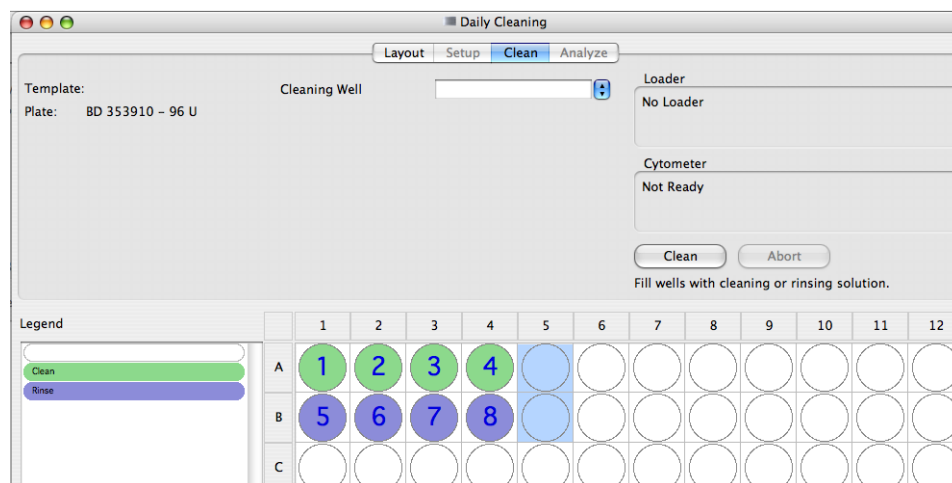 Daily Cleaning
Layout Setup Clean Analyze
Template:
Plate: BD 353910 – 96 U
Cleaning Well
Loader
No Loader
Cytometer
Not Ready
Clean Abort
Fill wells with cleaning or rinsing solution.
Legend
Clean
Rinse
1 2 3 4 5 6 7 8 9 10 11 12
A 1 2 3 4
B 5 6 7 8
C